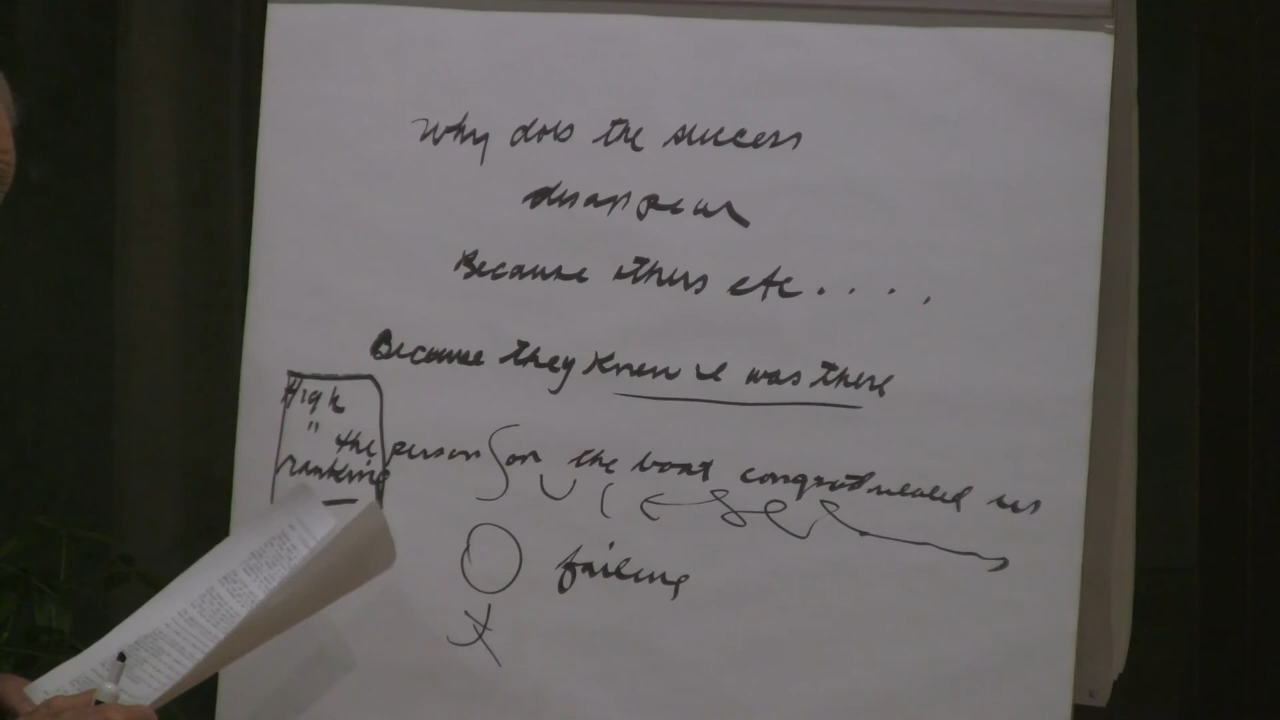 Why does the success
disappear
Because others etc....
Because they knew it was there
High
"
the person on the boat congratulated us
ranking
failing